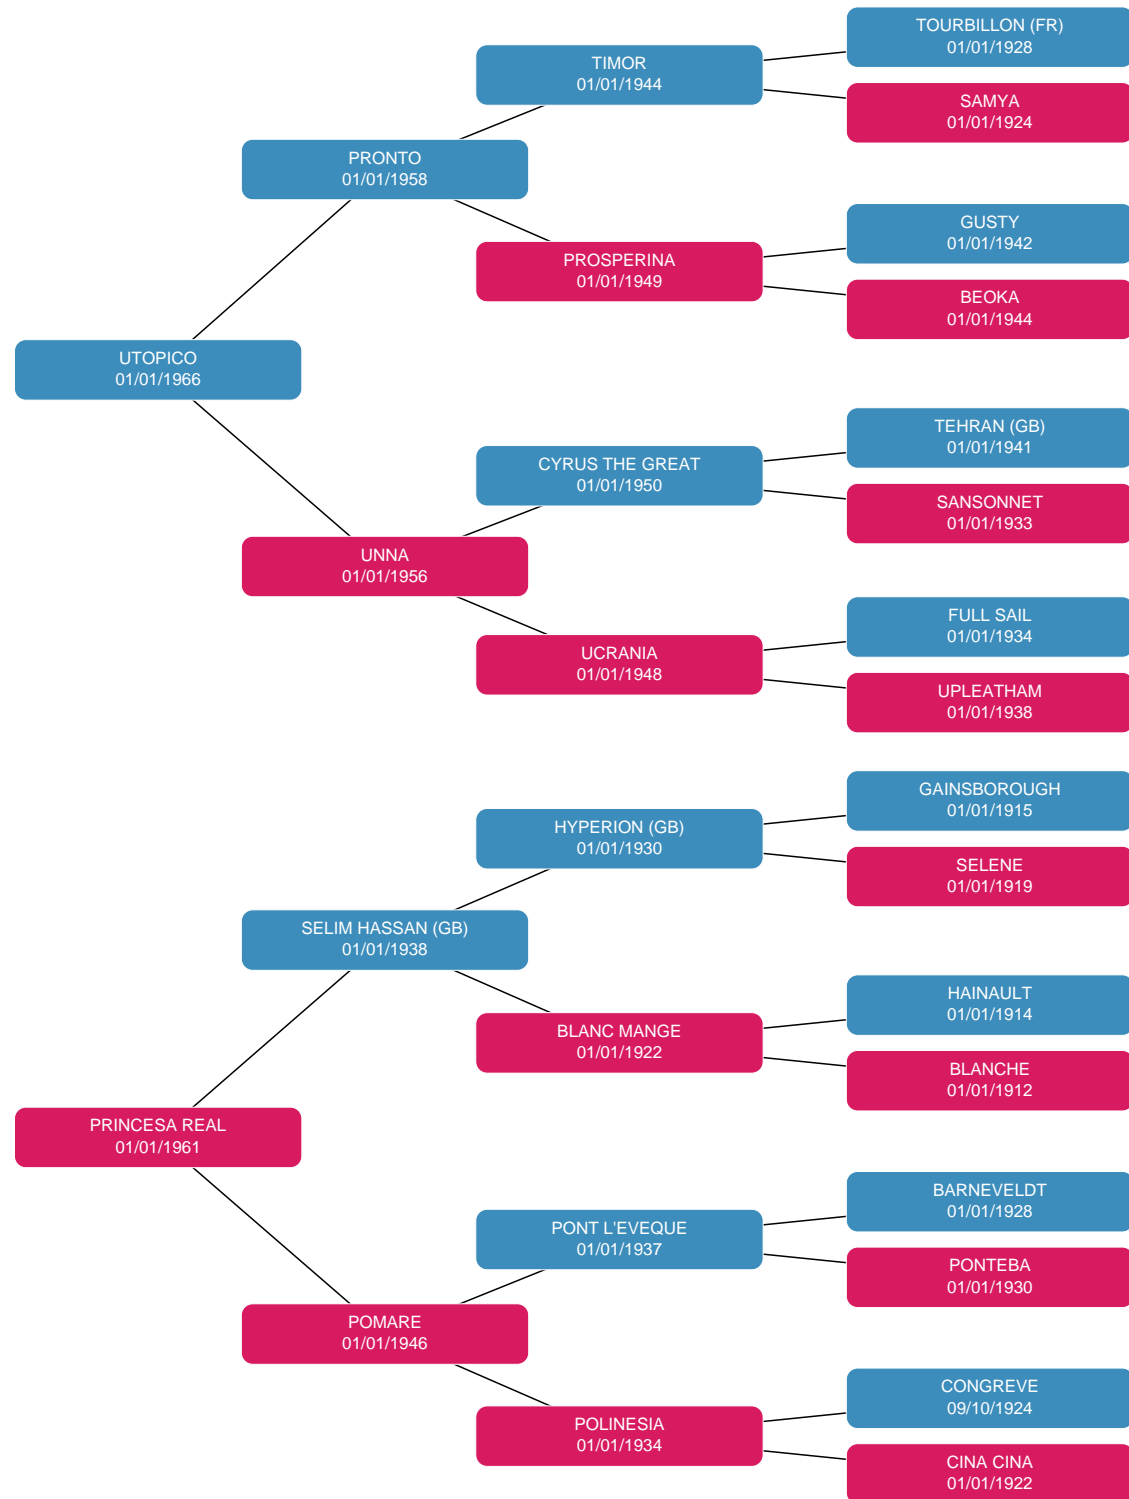 TOURBILLON (FR)
01/01/1928
TIMOR
01/01/1944
SAMYA
01/01/1924
PRONTO
01/01/1958
GUSTY
01/01/1942
PROSPERINA
01/01/1949
BEOKA
01/01/1944
UTOPICO
01/01/1966
TEHRAN (GB)
01/01/1941
CYRUS THE GREAT
01/01/1950
SANSONNET
01/01/1933
UNNA
01/01/1956
FULL SAIL
01/01/1934
UCRANIA
01/01/1948
UPLEATHAM
01/01/1938
GAINSBOROUGH
01/01/1915
HYPERION (GB)
01/01/1930
SELENE
01/01/1919
SELIM HASSAN (GB)
01/01/1938
HAINAULT
01/01/1914
BLANC MANGE
01/01/1922
BLANCHE
01/01/1912
PRINCESA REAL
01/01/1961
BARNEVELDT
01/01/1928
PONT L'EVEQUE
01/01/1937
PONTEBA
01/01/1930
POMARE
01/01/1946
CONGREVE
09/10/1924
POLINESIA
01/01/1934
CINA CINA
01/01/1922